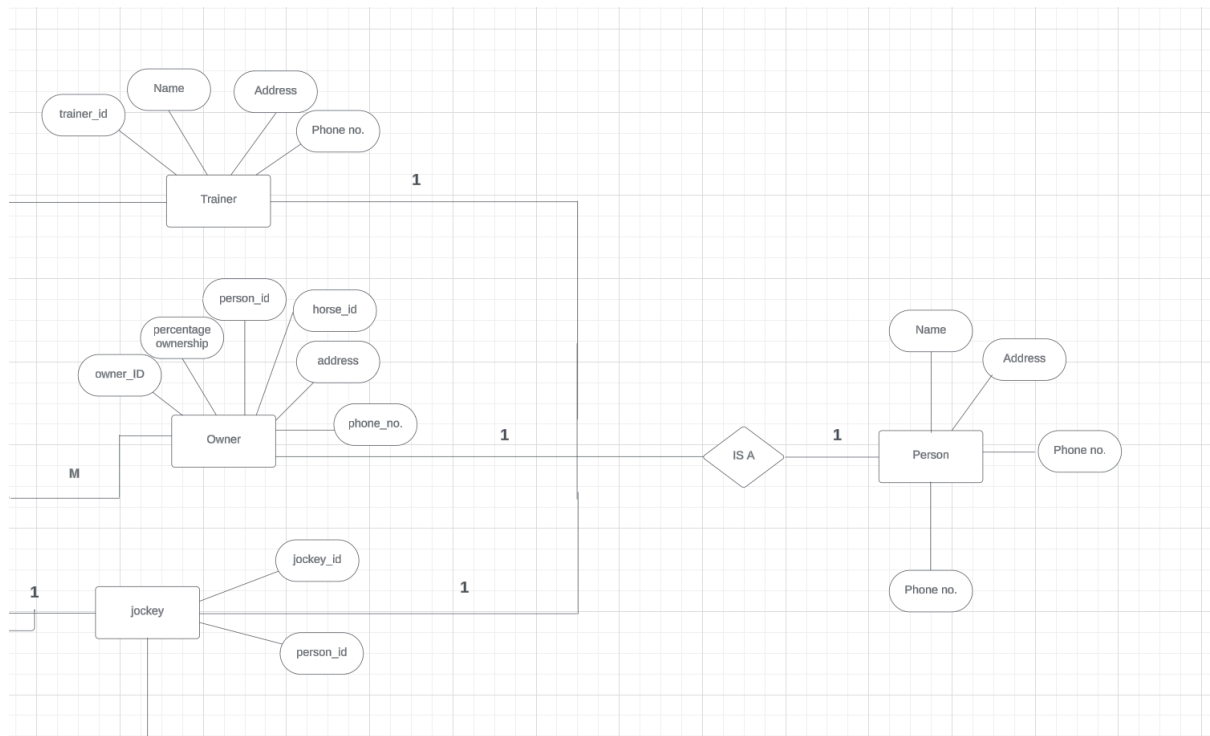 Name
Address
trainer_id
Phone no.
Trainer
1
person_id
horse_id
percentage
ownership
address
owner_ID
phone_no.
Owner
1
M
IS A
1
Name
Address
Person
Phone no.
Phone no.
jockey_id
1
1
jockey
person_id